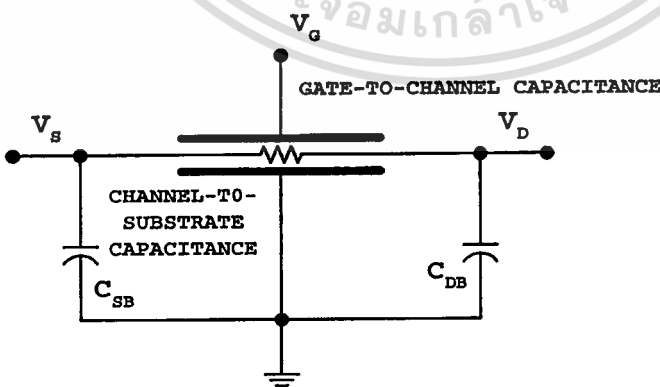 V_G
GATE-TO-CHANNEL CAPACITANCE
V_S
V_D
CHANNEL-TO-
SUBSTRATE
CAPACITANCE
C_SB
C_DB